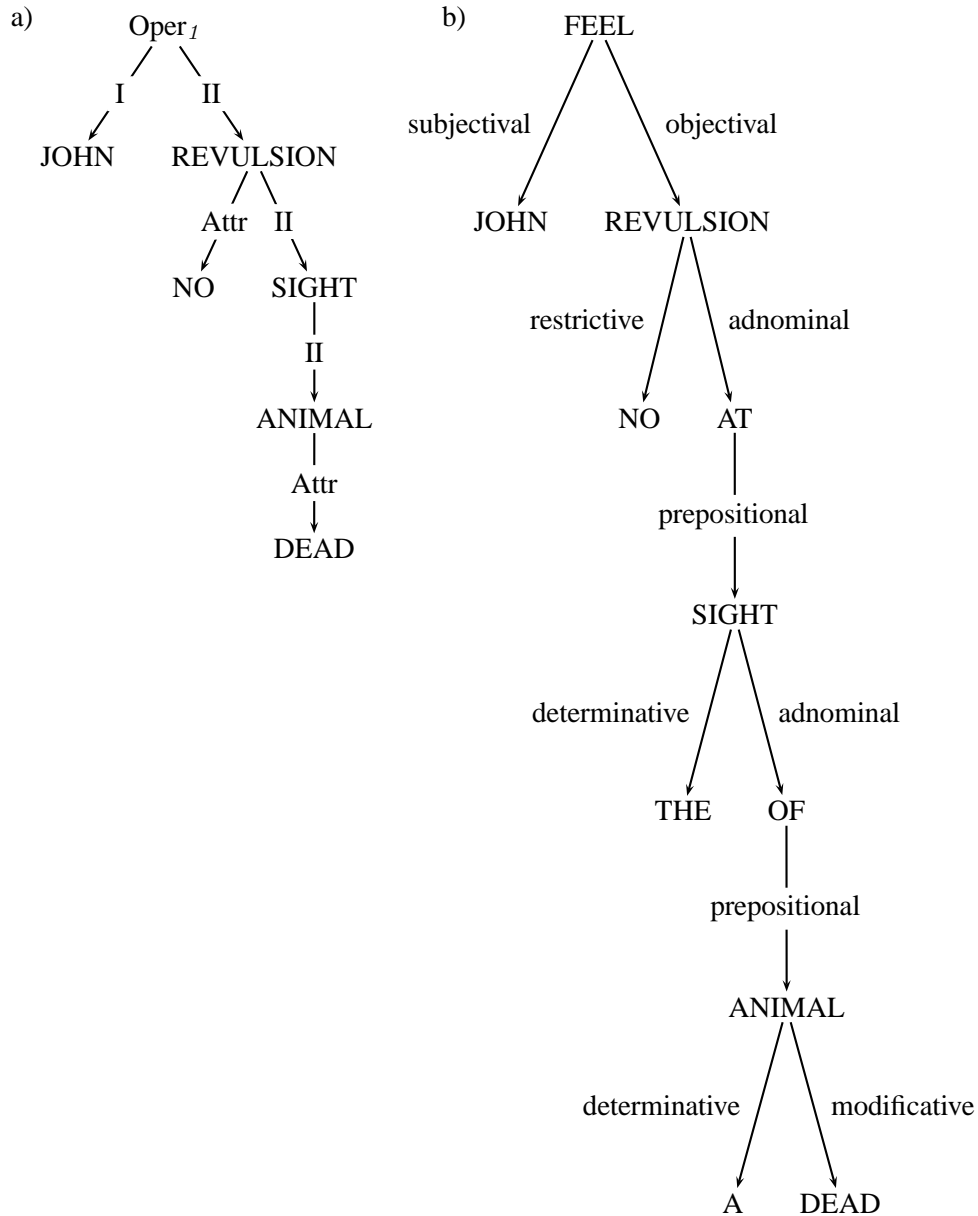 a)
Oper1
I II
JOHN REVULSION
Attr II
NO SIGHT
II
ANIMAL
Attr
DEAD
b)
FEEL
subjectival objectival
JOHN REVULSION
restrictive adnominal
NO AT
prepositional
SIGHT
determinative adnominal
THE OF
prepositional
ANIMAL
determinative modificative
A DEAD